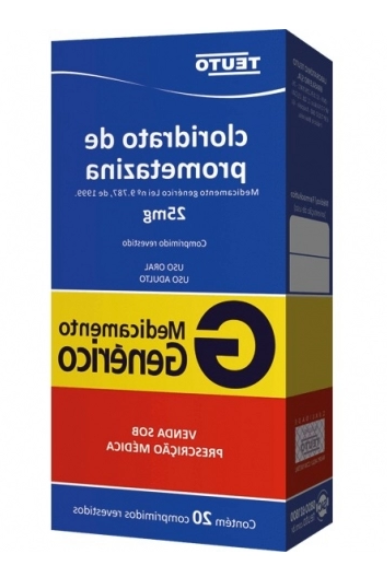 TEUTO
cloridrato de
prometazina
Medicamento genérico Lei nº 9.787, de 1999.
25mg
Comprimido revestido
USO ORAL
USO ADULTO
G Medicamento
Genérico
VENDA SOB
PRESCRIÇÃO MÉDICA
Contém 20 comprimidos revestidos
TEUTO